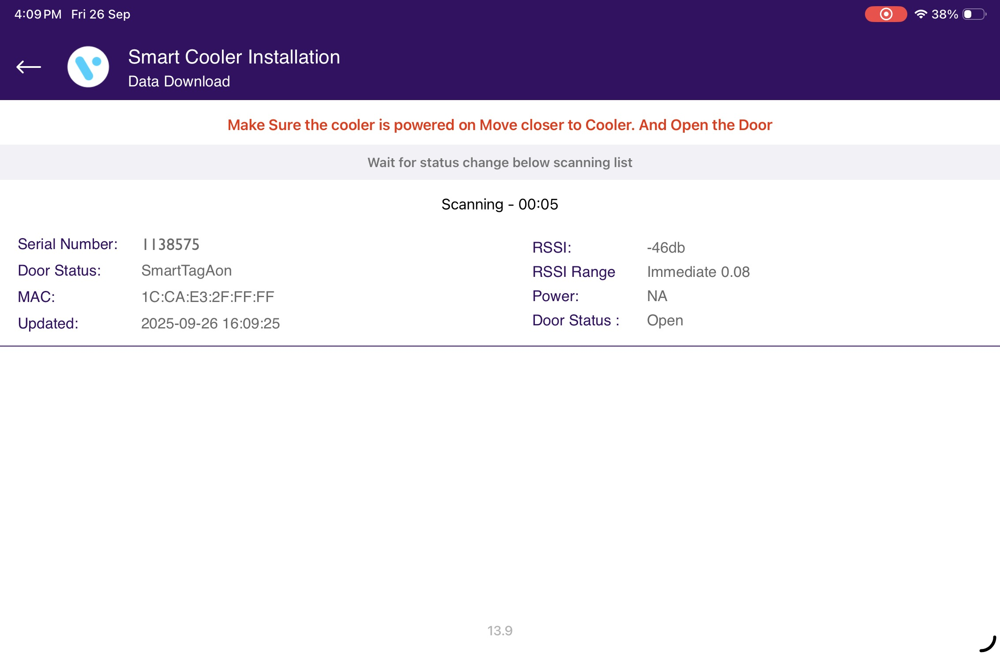 4:09 PM Fri 26 Sep
38%
Smart Cooler Installation
Data Download
Make Sure the cooler is powered on Move closer to Cooler. And Open the Door
Wait for status change below scanning list
Scanning - 00:05
Serial Number: 1138575
Door Status: SmartTagAon
MAC: 1C:CA:E3:2F:FF:FF
Updated: 2025-09-26 16:09:25
RSSI: -46db
RSSI Range Immediate 0.08
Power: NA
Door Status : Open
13.9